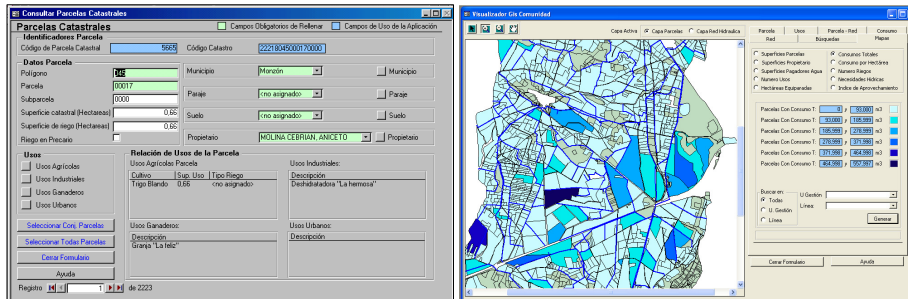 Consultar Parcelas Catastrales
Parcelas Catastrales
Campos Obligatorios de Rellenar
Campos de Uso de la Aplicación
Identificadores Parcela
Código de Parcela Catastral 5665
Código Catastro 22218045000170000
Datos Parcela
Polígono 045
Parcela 00017
Subparcela 0000
Superficie catastral (Hectareas) 0,66
Superficie de riego (Hectareas) 0,66
Riego en Precario
Municipio Monzón Municipio
Paraje <no asignado> Paraje
Suelo <no asignado> Suelo
Propietario MOLINA CEBRIAN, ANICETO Propietario
Usos
Usos Agrícolas
Usos Industriales
Usos Ganaderos
Usos Urbanos
Relación de Usos de la Parcela
Usos Agrícolas Parcela
Cultivo Sup. Uso Tipo Riego
Trigo Blando 0,66 <no asignado>
Usos Industriales:
Descripción
Deshidratadora "La hermosa"
Usos Ganaderos:
Descripción
Granja "La feliz"
Usos Urbanos:
Descripción
Seleccionar Conj. Parcelas
Seleccionar Todas Parcelas
Cerrar Formulario
Ayuda
Registro 1 de 2223
Visualizador Gis Comunidad
Capa Activa Capa Parcelas Capa Red Hidraulica
Parcela Usos Parcela - Red Consumo
Red Búsquedas Mapas
Superficies Parcelas
Superficies Propietario
Superficies Pagadores Agua
Numero Usos
Hectáreas Equiparadas
Consumos Totales
Consumo por Hectárea
Numero Riegos
Necesidades Hidricas
Indice de Aprovechamiento
Parcelas Con Consumo T: 0 y 93,000 m3
Parcelas Con Consumo T: 93,000 y 185,999 m3
Parcelas Con Consumo T: 185,999 y 278,999 m3
Parcelas Con Consumo T: 278,999 y 371,998 m3
Parcelas Con Consumo T: 371,998 y 464,998 m3
Parcelas Con Consumo T: 464,998 y 557,997 m3
Buscar en:
Todas
U. Gestión
Línea
U.Gestión
Línea:
Generar
Cerrar Formulario
Ayuda